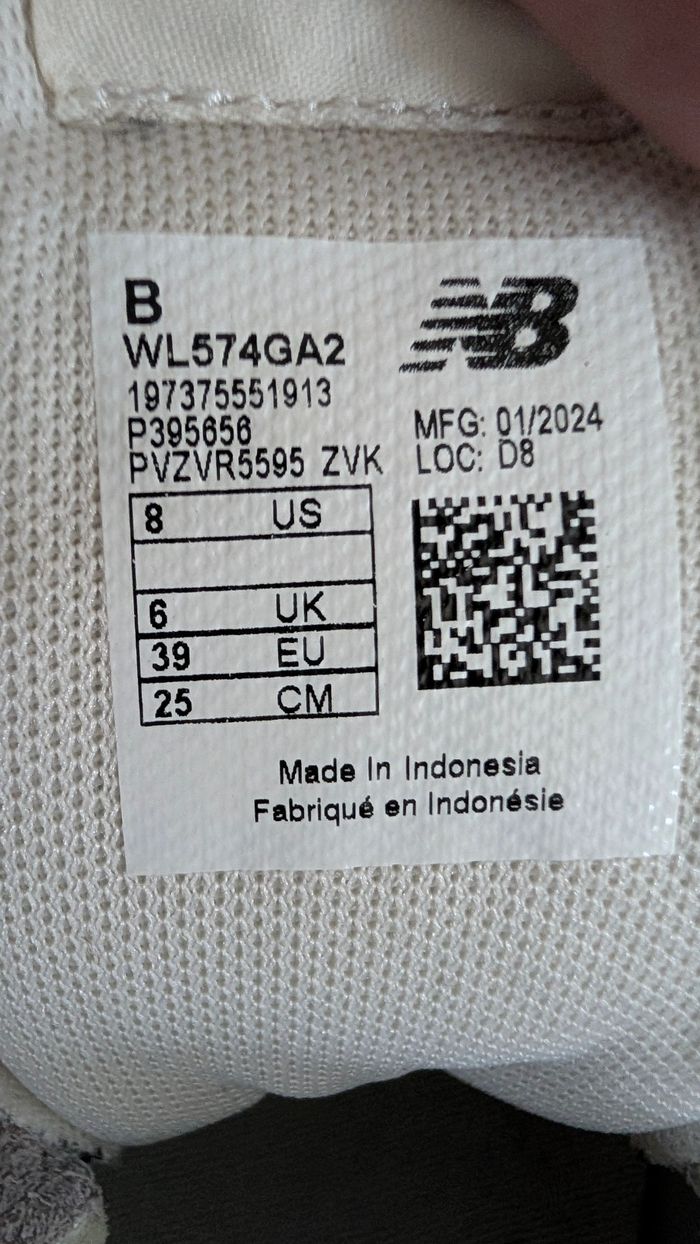 B
WL574GA2
197375551913
P395656
PVZVR5595 ZVK
NB
MFG: 01/2024
LOC: D8
8 US
6 UK
39 EU
25 CM
Made In Indonesia
Fabriqué en Indonésie